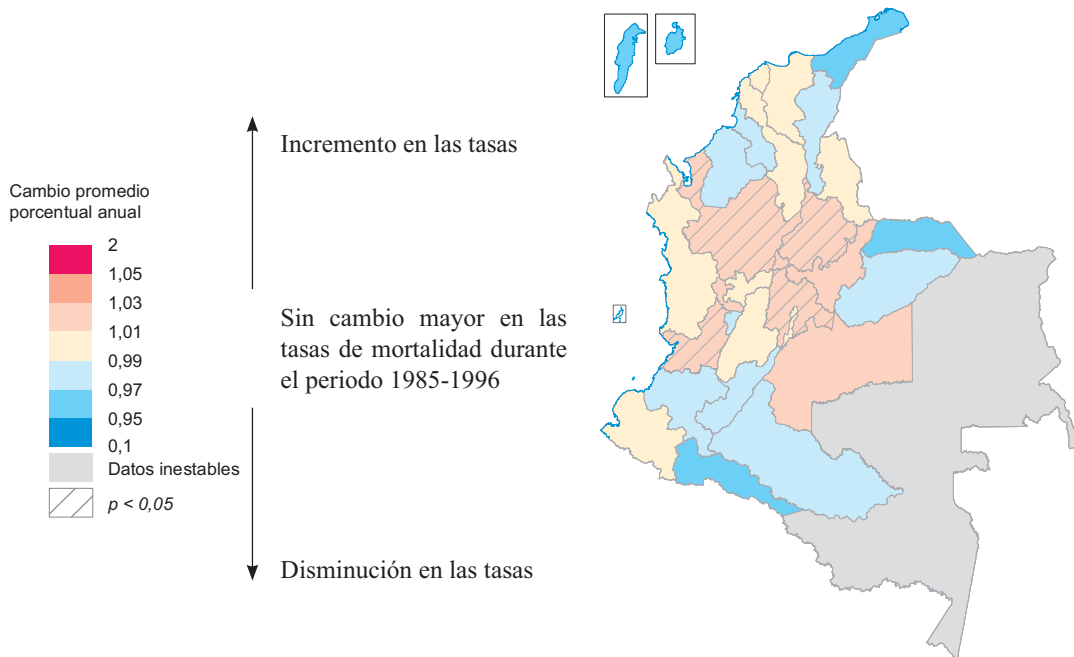 Incremento en las tasas
Cambio promedio
porcentual anual
2
1,05
1,03
1,01
0,99
0,97
0,95
0,1
Datos inestables
p < 0,05
Sin cambio mayor en las
tasas de mortalidad durante
el periodo 1985-1996
Disminución en las tasas